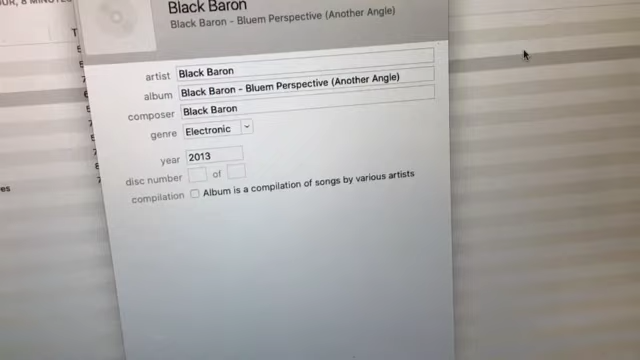 Black Baron
Black Baron - Bluem Perspective (Another Angle)
artist Black Baron
album Black Baron - Bluem Perspective (Another Angle)
composer Black Baron
genre Electronic
year 2013
disc number of
compilation Album is a compilation of songs by various artists